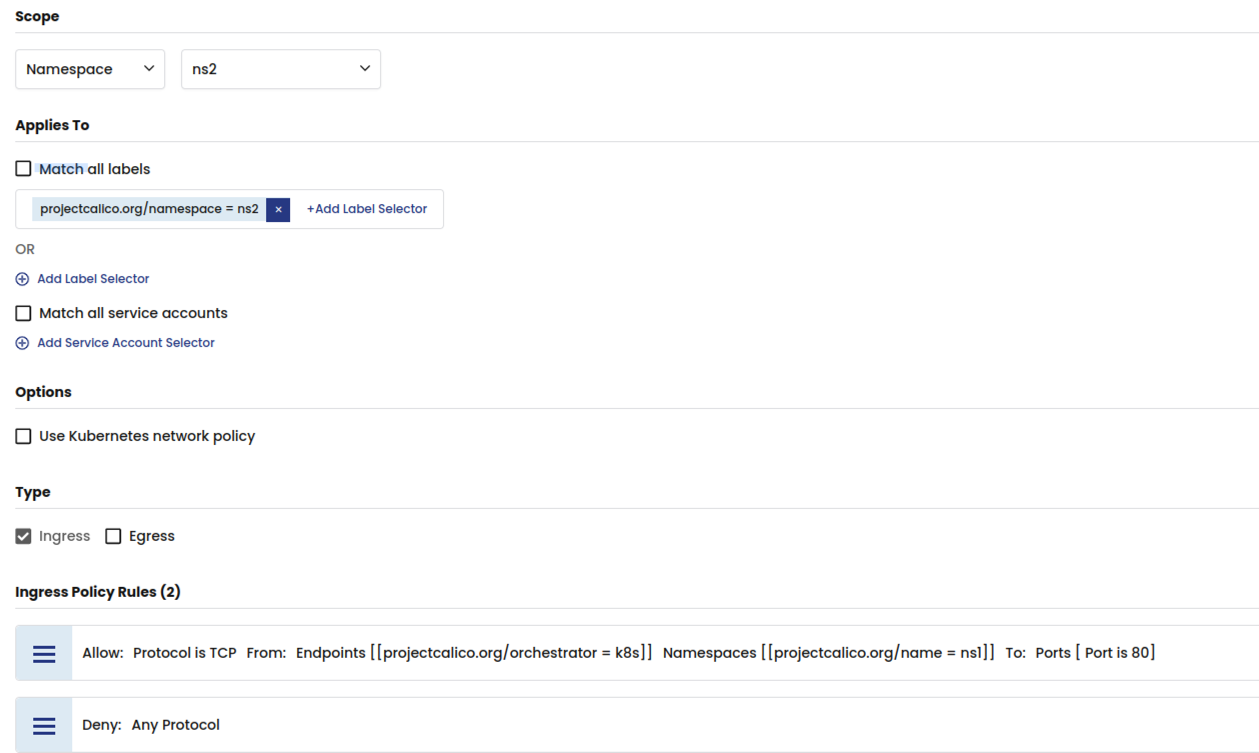 Scope
Namespace ns2
Applies To
Match all labels
projectcalico.org/namespace = ns2 × +Add Label Selector
OR
Add Label Selector
Match all service accounts
Add Service Account Selector
Options
Use Kubernetes network policy
Type
Ingress Egress
Ingress Policy Rules (2)
Allow: Protocol is TCP From: Endpoints [[projectcalico.org/orchestrator = k8s]] Namespaces [[projectcalico.org/name = ns1]] To: Ports [ Port is 80]
Deny: Any Protocol